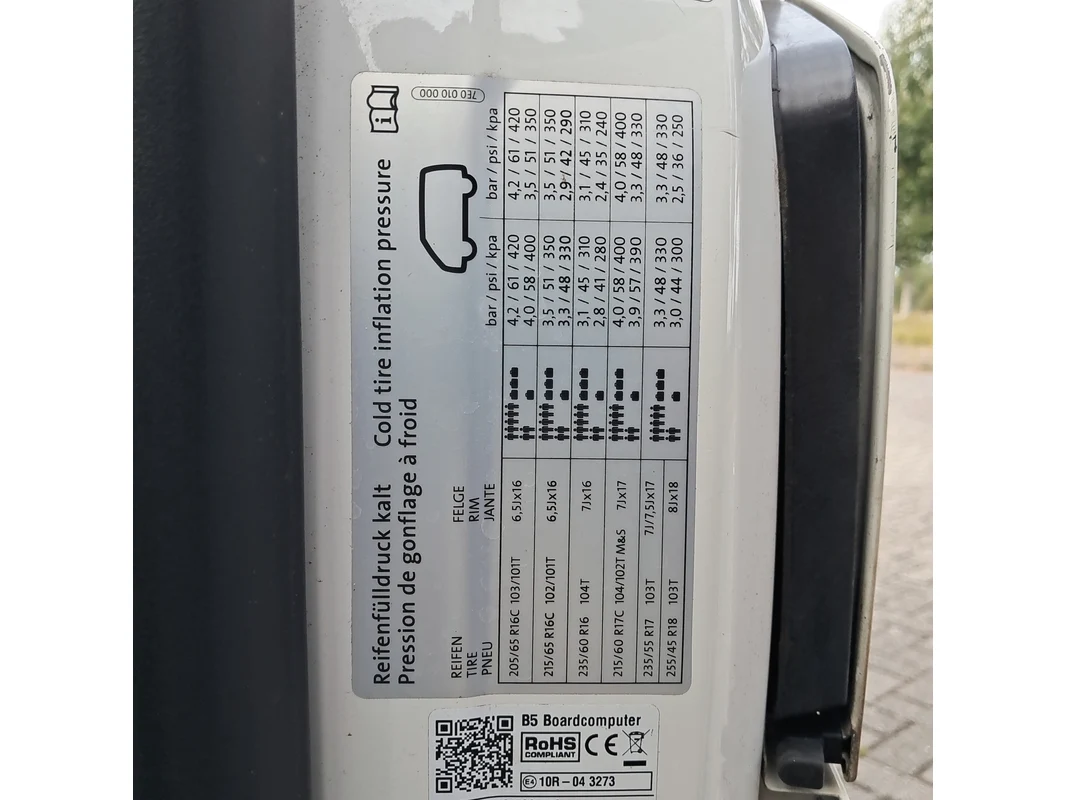 7E0 010 000
Reifenfülldruck kalt Cold tire inflation pressure
Pression de gonflage à froid
REIFEN FELGE
TIRE RIM
PNEU JANTE bar / psi / kpa bar / psi / kpa
205/65 R16C 103/101T 6,5Jx16 4,2 / 61 / 420 4,2 / 61 / 420
4,0 / 58 / 400 3,5 / 51 / 350
215/65 R16C 102/101T 6,5Jx16 3,5 / 51 / 350 3,5 / 51 / 350
3,3 / 48 / 330 2,9 / 42 / 290
235/60 R16 104T 7Jx16 3,1 / 45 / 310 3,1 / 45 / 310
2,8 / 41 / 280 2,4 / 35 / 240
215/60 R17C 104/102T M&S 7Jx17 4,0 / 58 / 400 4,0 / 58 / 400
3,9 / 57 / 390 3,3 / 48 / 330
235/55 R17 103T 7J/7,5Jx17 3,3 / 48 / 330 3,3 / 48 / 330
255/45 R18 103T 8Jx18 3,0 / 44 / 300 2,5 / 36 / 250
B5 Boardcomputer
RoHS CE
COMPLIANT
E4 10R-04 3273